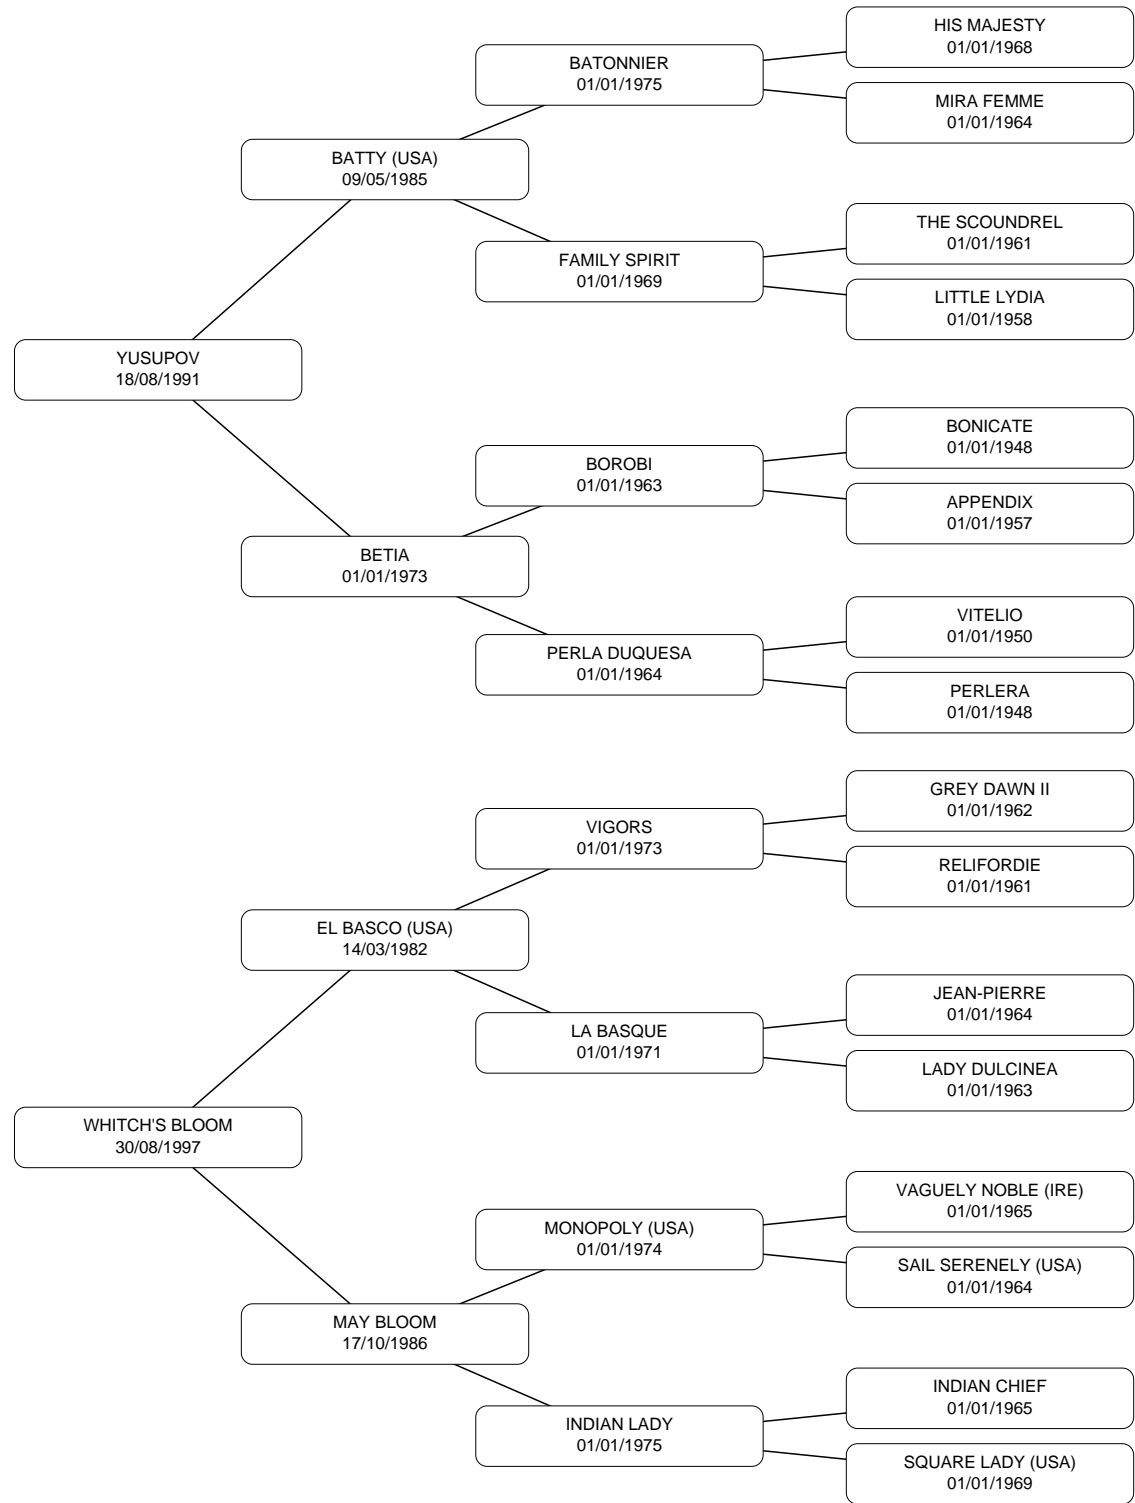 HIS MAJESTY
01/01/1968
BATONNIER
01/01/1975
MIRA FEMME
01/01/1964
BATTY (USA)
09/05/1985
THE SCOUNDREL
01/01/1961
FAMILY SPIRIT
01/01/1969
LITTLE LYDIA
01/01/1958
YUSUPOV
18/08/1991
BONICATE
01/01/1948
BOROBI
01/01/1963
APPENDIX
01/01/1957
BETIA
01/01/1973
VITELIO
01/01/1950
PERLA DUQUESA
01/01/1964
PERLERA
01/01/1948
GREY DAWN II
01/01/1962
VIGORS
01/01/1973
RELIFORDIE
01/01/1961
EL BASCO (USA)
14/03/1982
JEAN-PIERRE
01/01/1964
LA BASQUE
01/01/1971
LADY DULCINEA
01/01/1963
WHITCH'S BLOOM
30/08/1997
VAGUELY NOBLE (IRE)
01/01/1965
MONOPOLY (USA)
01/01/1974
SAIL SERENELY (USA)
01/01/1964
MAY BLOOM
17/10/1986
INDIAN CHIEF
01/01/1965
INDIAN LADY
01/01/1975
SQUARE LADY (USA)
01/01/1969